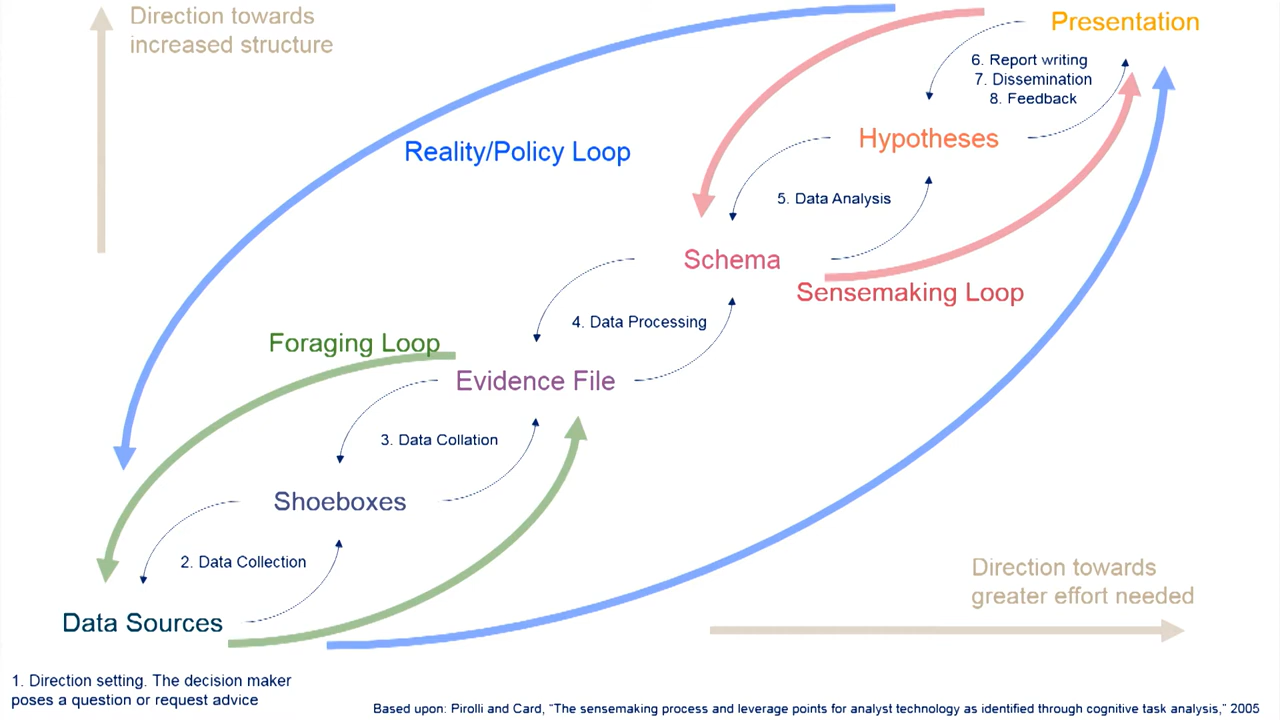 Direction towards
increased structure
Presentation
6. Report writing
7. Dissemination
8. Feedback
Reality/Policy Loop
Hypotheses
5. Data Analysis
Schema
Sensemaking Loop
4. Data Processing
Foraging Loop
Evidence File
3. Data Collation
Shoeboxes
2. Data Collection
Direction towards
greater effort needed
Data Sources
1. Direction setting. The decision maker
poses a question or request advice
Based upon: Pirolli and Card, “The sensemaking process and leverage points for analyst technology as identified through cognitive task analysis,” 2005